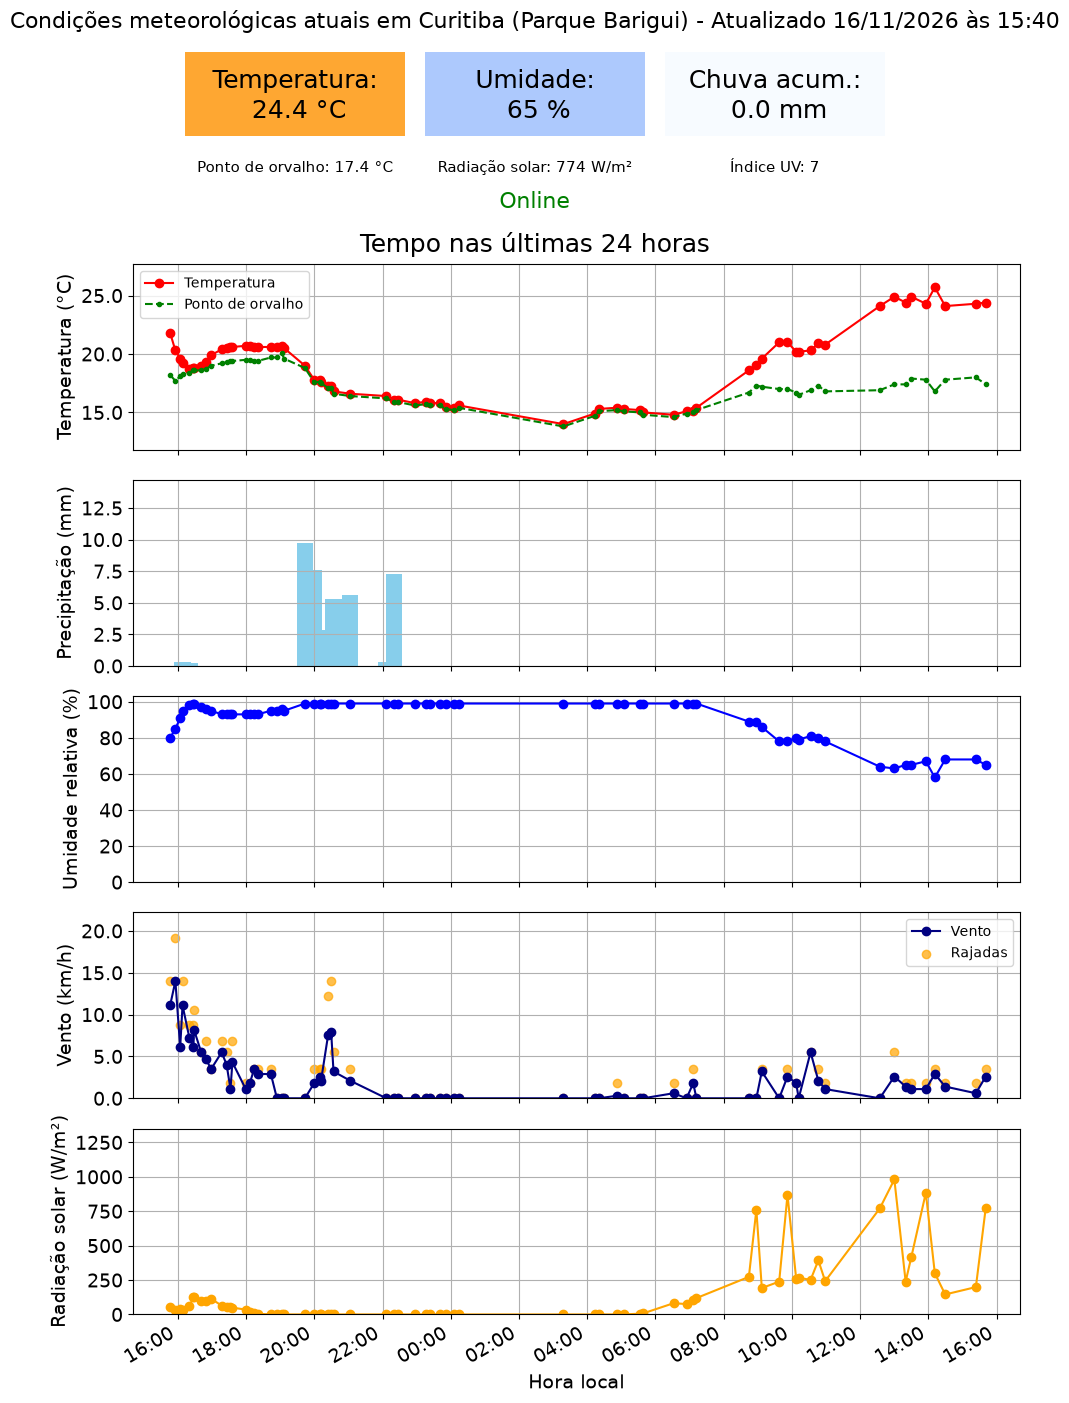 Condições meteorológicas atuais em Curitiba (Parque Barigui) - Atualizado 16/11/2026 às 15:40
Temperatura:
24.4 °C
Umidade:
65 %
Chuva acum.:
0.0 mm
Ponto de orvalho: 17.4 °C
Radiação solar: 774 W/m²
Índice UV: 7
Online
Tempo nas últimas 24 horas
Temperatura (°C)
25.0
20.0
15.0
Temperatura
Ponto de orvalho
Precipitação (mm)
12.5
10.0
7.5
5.0
2.5
0.0
Umidade relativa (%)
100
80
60
40
20
0
Vento (km/h)
20.0
15.0
10.0
5.0
0.0
Vento
Rajadas
Radiação solar (W/m²)
1250
1000
750
500
250
0
16:00
18:00
20:00
22:00
00:00
02:00
04:00
06:00
08:00
10:00
12:00
14:00
16:00
Hora local